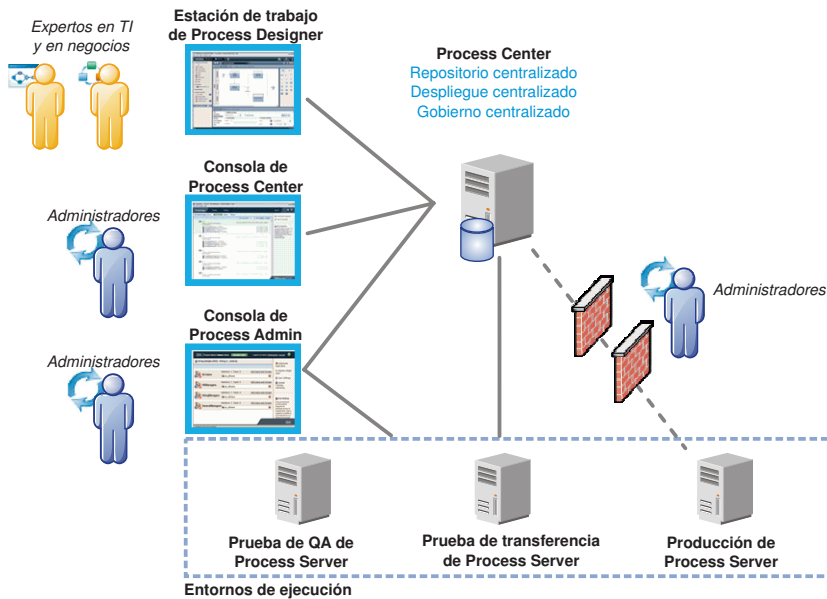 Expertos en TI
y en negocios
Estación de trabajo
de Process Designer
Process Center
Repositorio centralizado
Despliegue centralizado
Gobierno centralizado
Consola de
Process Center
Administradores
Administradores
Consola de
Process Admin
Administradores
Prueba de QA de
Process Server
Prueba de transferencia
de Process Server
Producción de
Process Server
Entornos de ejecución